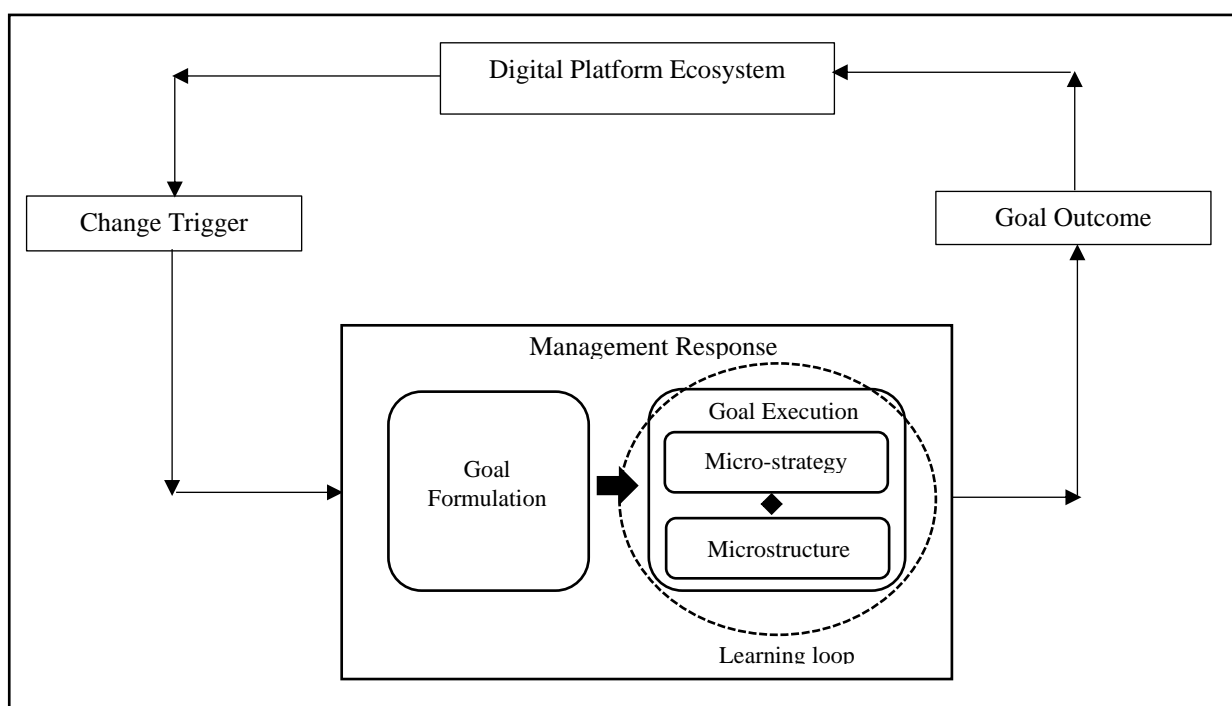 Digital Platform Ecosystem
Change Trigger
Goal Outcome
Management Response
Goal
Formulation
Goal Execution
Micro-strategy
Microstructure
Learning loop